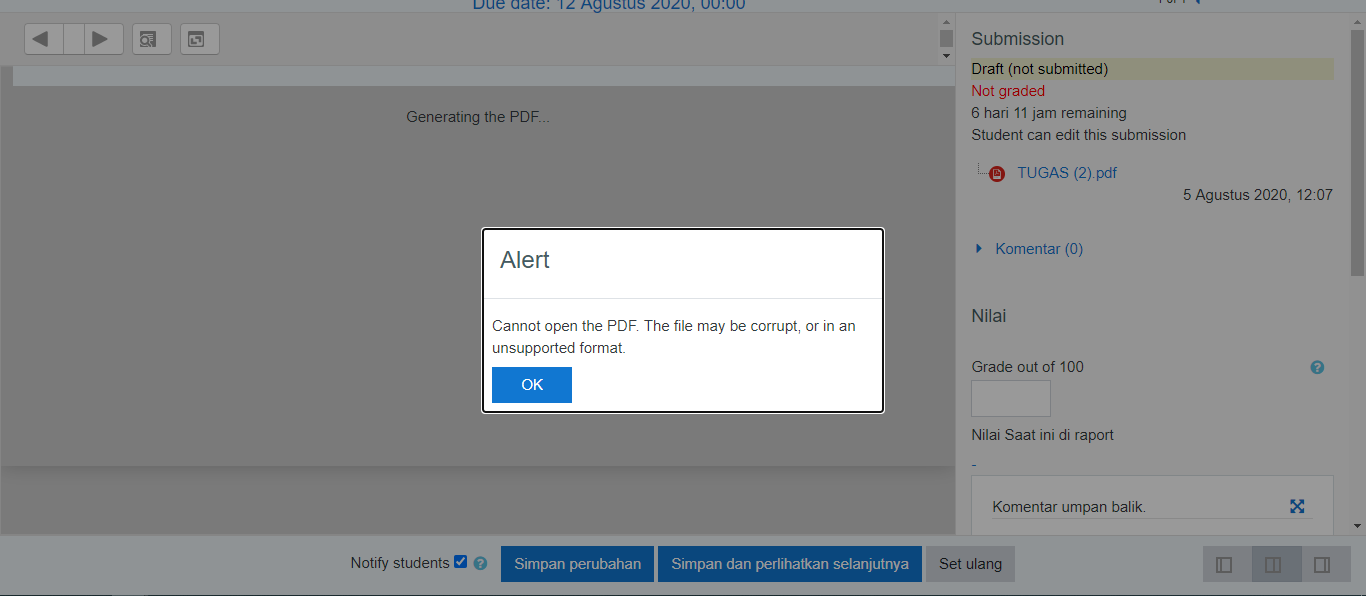 Due date: 12 Agustus 2020, 00:00
Generating the PDF...
Submission
Draft (not submitted)
Not graded
6 hari 11 jam remaining
Student can edit this submission
TUGAS (2).pdf
5 Agustus 2020, 12:07
Komentar (0)
Nilai
Grade out of 100
Nilai Saat ini di raport
-
Komentar umpan balik.
Alert
Cannot open the PDF. The file may be corrupt, or in an
unsupported format.
OK
Notify students
Simpan perubahan
Simpan dan perlihatkan selanjutnya
Set ulang